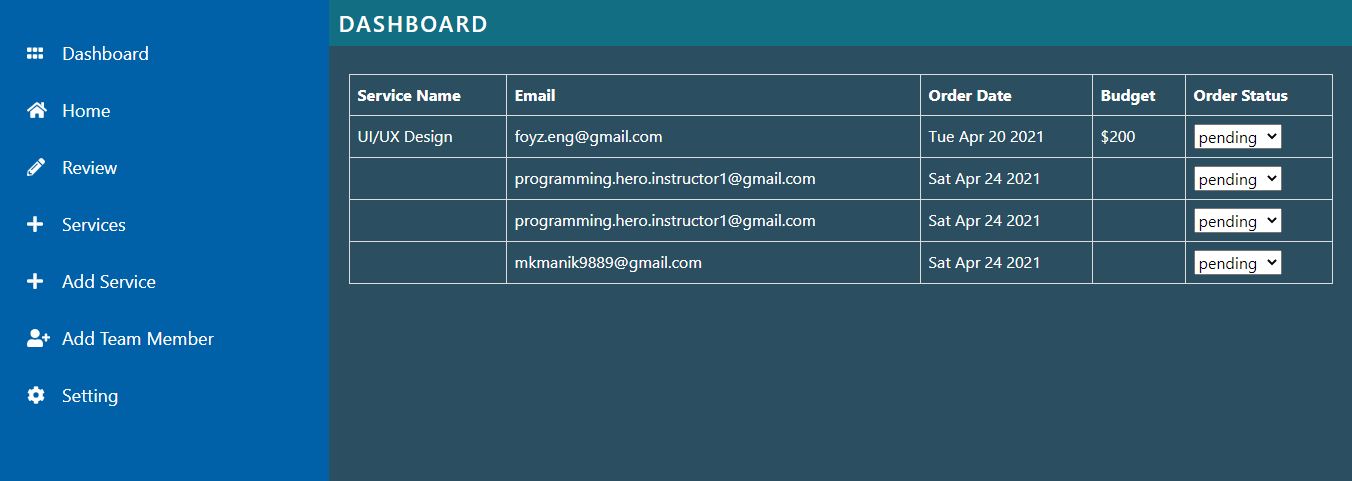 DASHBOARD
Dashboard
Home
Review
Services
Add Service
Add Team Member
Setting
Service Name Email Order Date Budget Order Status
UI/UX Design foyz.eng@gmail.com Tue Apr 20 2021 $200 pending
programming.hero.instructor1@gmail.com Sat Apr 24 2021 pending
programming.hero.instructor1@gmail.com Sat Apr 24 2021 pending
mkmanik9889@gmail.com Sat Apr 24 2021 pending